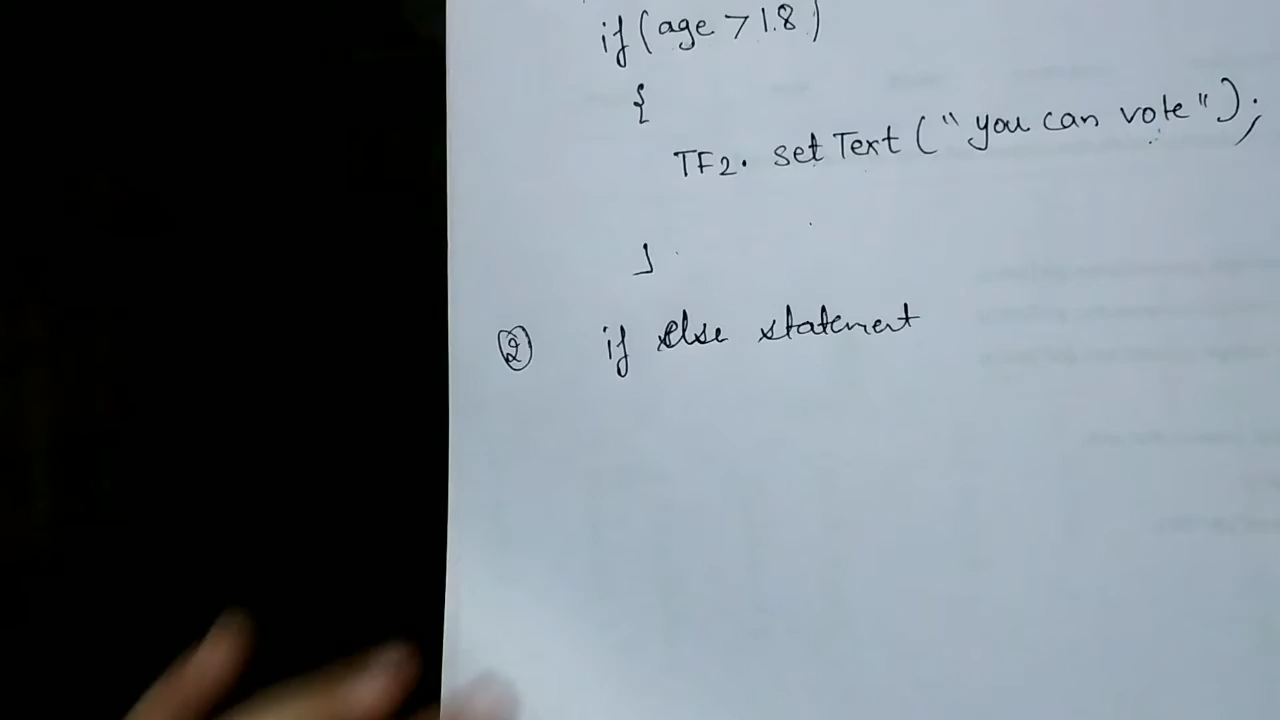 if (age > 18)
{
TF2. setText ("you can vote");
}
② if else statement